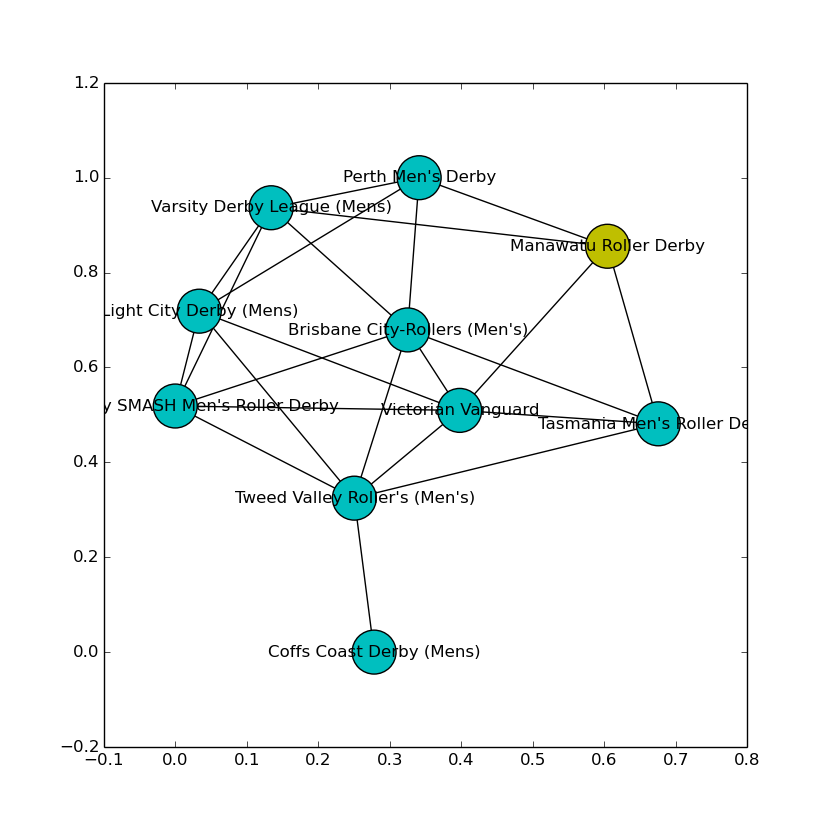 1.2
1.0
0.8
0.6
0.4
0.2
0.0
−0.2
Perth Men's Derby
Varsity Derby League (Mens)
Manawatu Roller Derby
Light City Derby (Mens)
Brisbane City-Rollers (Men's)
y SMASH Men's Roller Derby
Victorian Vanguard_
Tasmania Men's Roller De
Tweed Valley Roller's (Men's)
Coffs Coast Derby (Mens)
−0.1 0.0 0.1 0.2 0.3 0.4 0.5 0.6 0.7 0.8